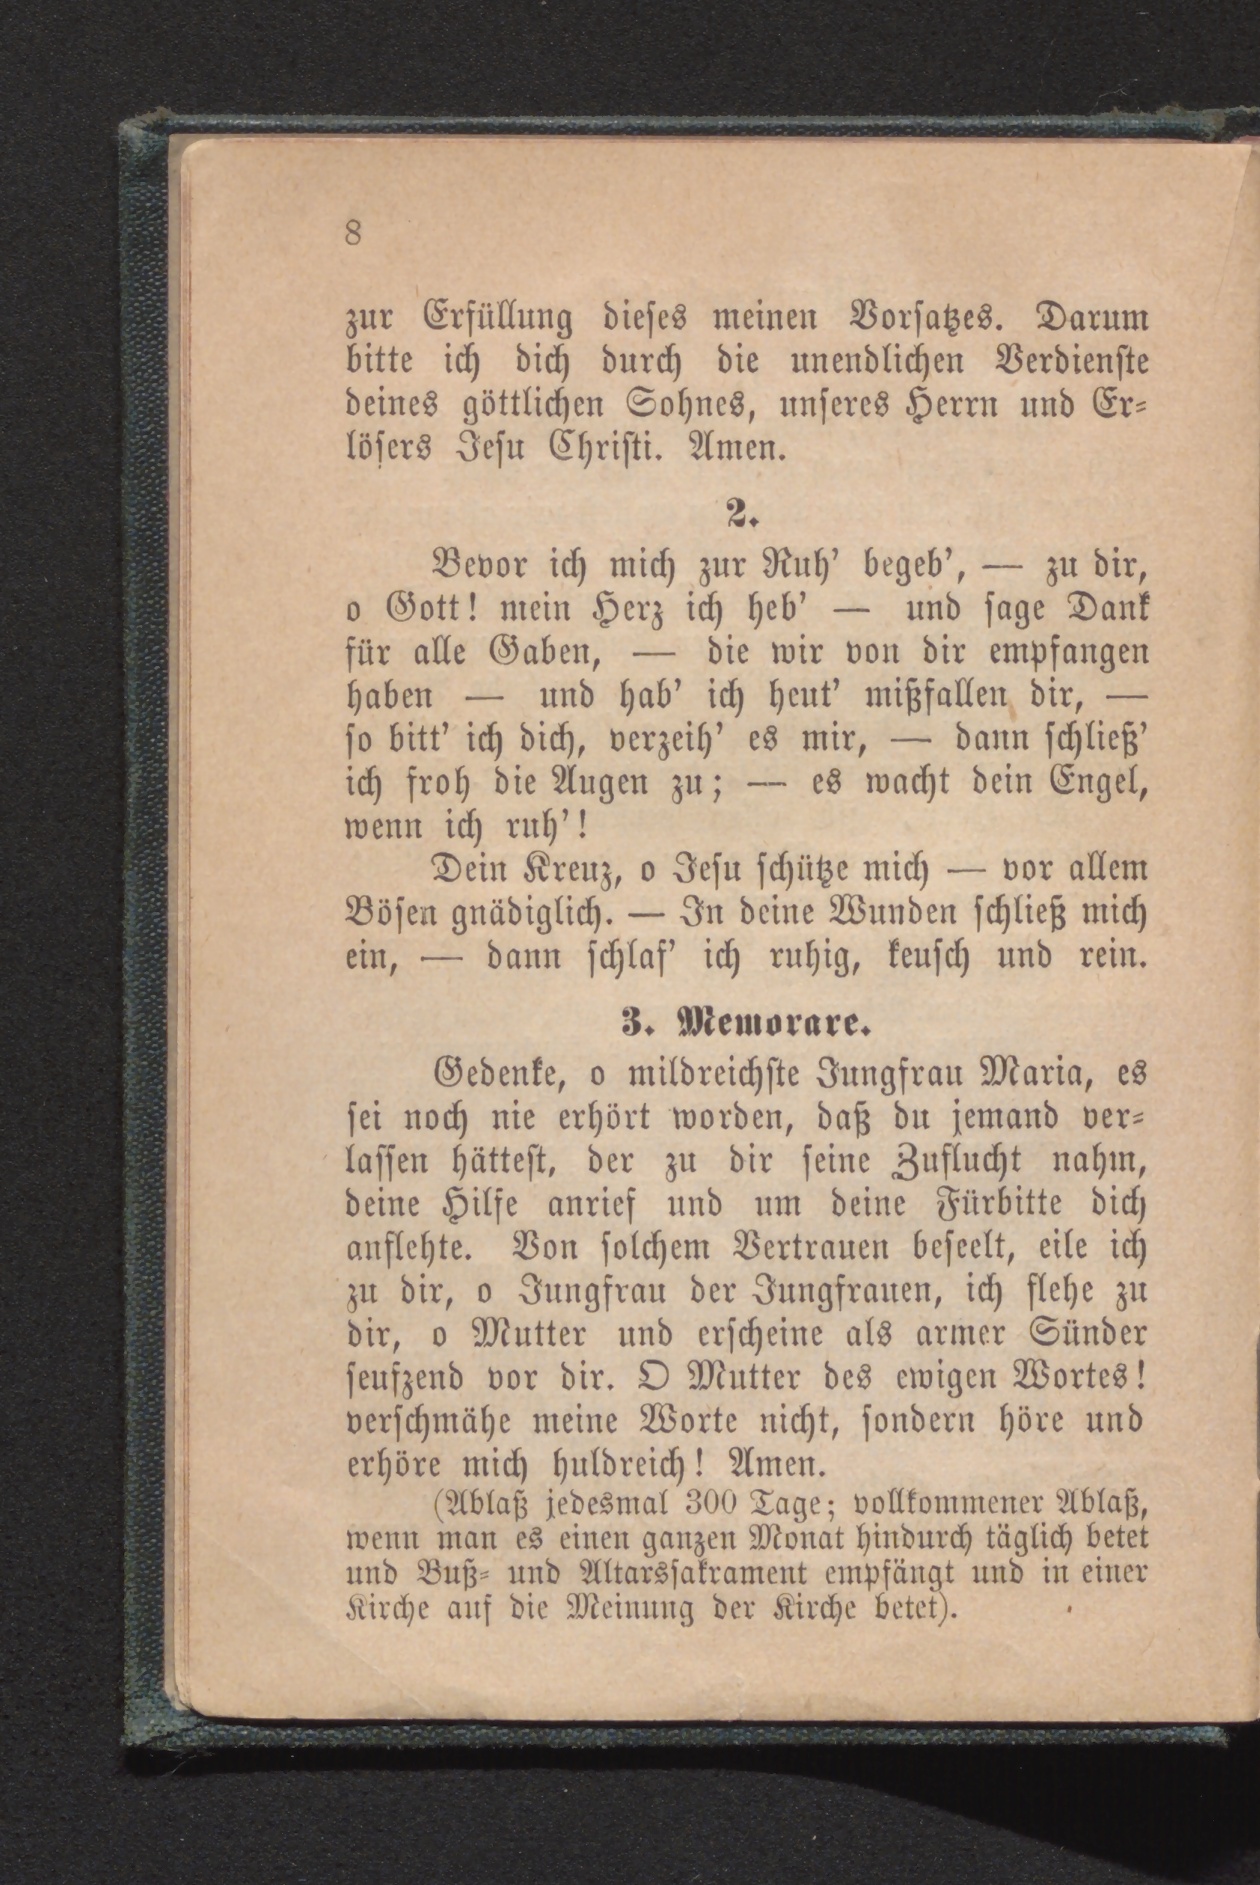 8
zur Erfüllung dieses meinen Vorsatzes. Darum
bitte ich dich durch die unendlichen Verdienste
deines göttlichen Sohnes, unseres Herrn und Er-
lösers Jesu Christi. Amen.
2.
Bevor ich mich zur Ruh’ begeb’, — zu dir,
o Gott! mein Herz ich heb’ — und sage Dank
für alle Gaben, — die wir von dir empfangen
haben — und hab’ ich heut’ mißfallen dir, —
so bitt’ ich dich, verzeih’ es mir, — dann schließ’
ich froh die Augen zu; — es wacht dein Engel,
wenn ich ruh’!
Dein Kreuz, o Jesu schütze mich — vor allem
Bösen gnädiglich. — In deine Wunden schließ mich
ein, — dann schlaf’ ich ruhig, keusch und rein.
3. Memorare.
Gedenke, o mildreichste Jungfrau Maria, es
sei noch nie erhört worden, daß du jemand ver-
lassen hättest, der zu dir seine Zuflucht nahm,
deine Hilfe anrief und um deine Fürbitte dich
anflehte. Von solchem Vertrauen beseelt, eile ich
zu dir, o Jungfrau der Jungfrauen, ich flehe zu
dir, o Mutter und erscheine als armer Sünder
seufzend vor dir. O Mutter des ewigen Wortes!
verschmähe meine Worte nicht, sondern höre und
erhöre mich huldreich! Amen.
(Ablaß jedesmal 300 Tage; vollkommener Ablaß,
wenn man es einen ganzen Monat hindurch täglich betet
und Buß- und Altarssakrament empfängt und in einer
Kirche auf die Meinung der Kirche betet).